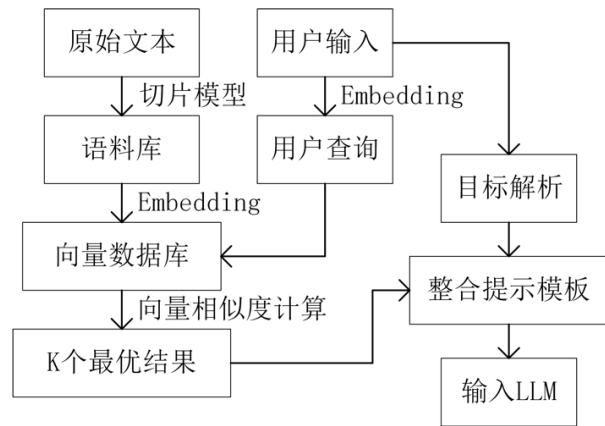 原始文本
用户输入
切片模型
Embedding
语料库
用户查询
目标解析
Embedding
向量数据库
整合提示模板
向量相似度计算
K个最优结果
输入LLM